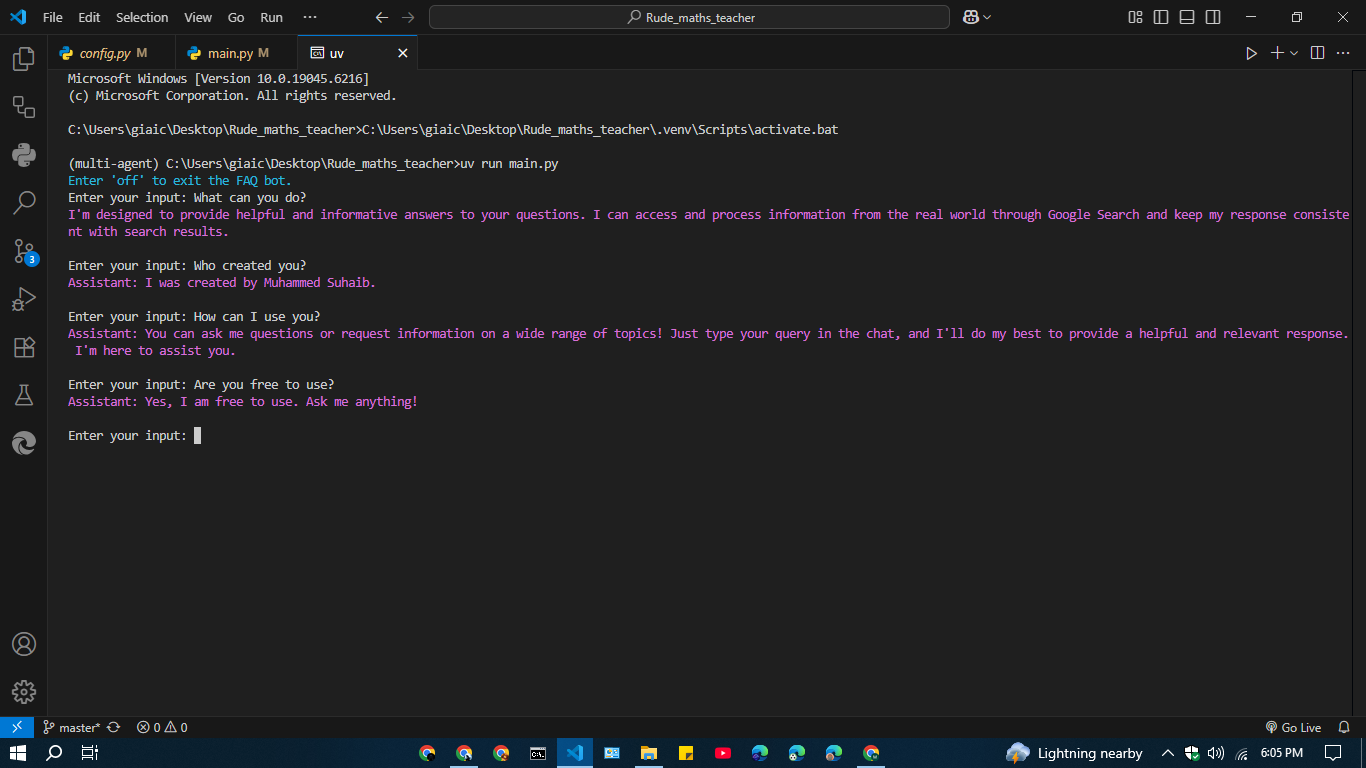 File Edit Selection View Go Run ··· Rude_maths_teacher
config.py M main.py M uv
Microsoft Windows [Version 10.0.19045.6216]
(c) Microsoft Corporation. All rights reserved.
C:\Users\giaic\Desktop\Rude_maths_teacher>C:\Users\giaic\Desktop\Rude_maths_teacher\.venv\Scripts\activate.bat
(multi-agent) C:\Users\giaic\Desktop\Rude_maths_teacher>uv run main.py
Enter 'off' to exit the FAQ bot.
Enter your input: What can you do?
I'm designed to provide helpful and informative answers to your questions. I can access and process information from the real world through Google Search and keep my response consiste
nt with search results.
Enter your input: Who created you?
Assistant: I was created by Muhammed Suhaib.
Enter your input: How can I use you?
Assistant: You can ask me questions or request information on a wide range of topics! Just type your query in the chat, and I'll do my best to provide a helpful and relevant response.
I'm here to assist you.
Enter your input: Are you free to use?
Assistant: Yes, I am free to use. Ask me anything!
Enter your input:
3
master* 0 0 Go Live
Lightning nearby 6:05 PM